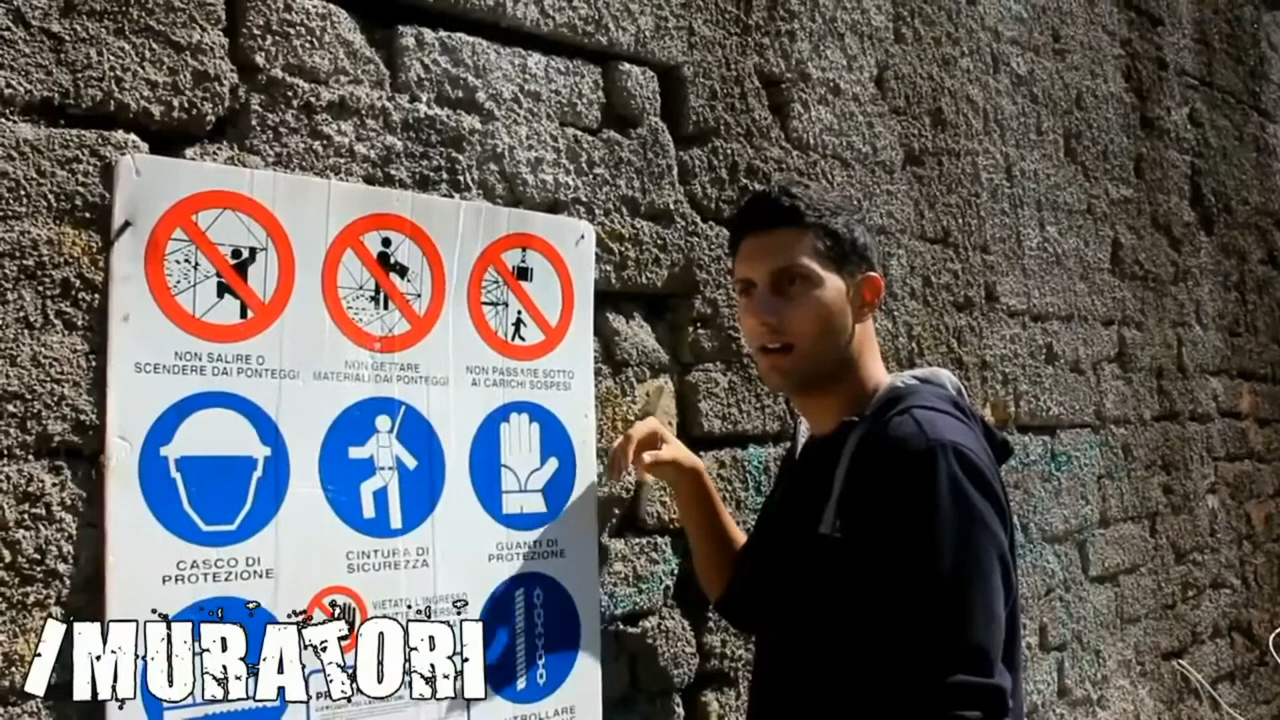 NON SALIRE O
SCENDERE DAI PONTEGGI
NON GETTARE
MATERIALI DAI PONTEGGI
NON PASSARE SOTTO
AI CARICHI SOSPESI
CASCO DI
PROTEZIONE
CINTURA DI
SICUREZZA
GUANTI DI
PROTEZIONE
VIETATO L'INGRESSO
/MURATORI